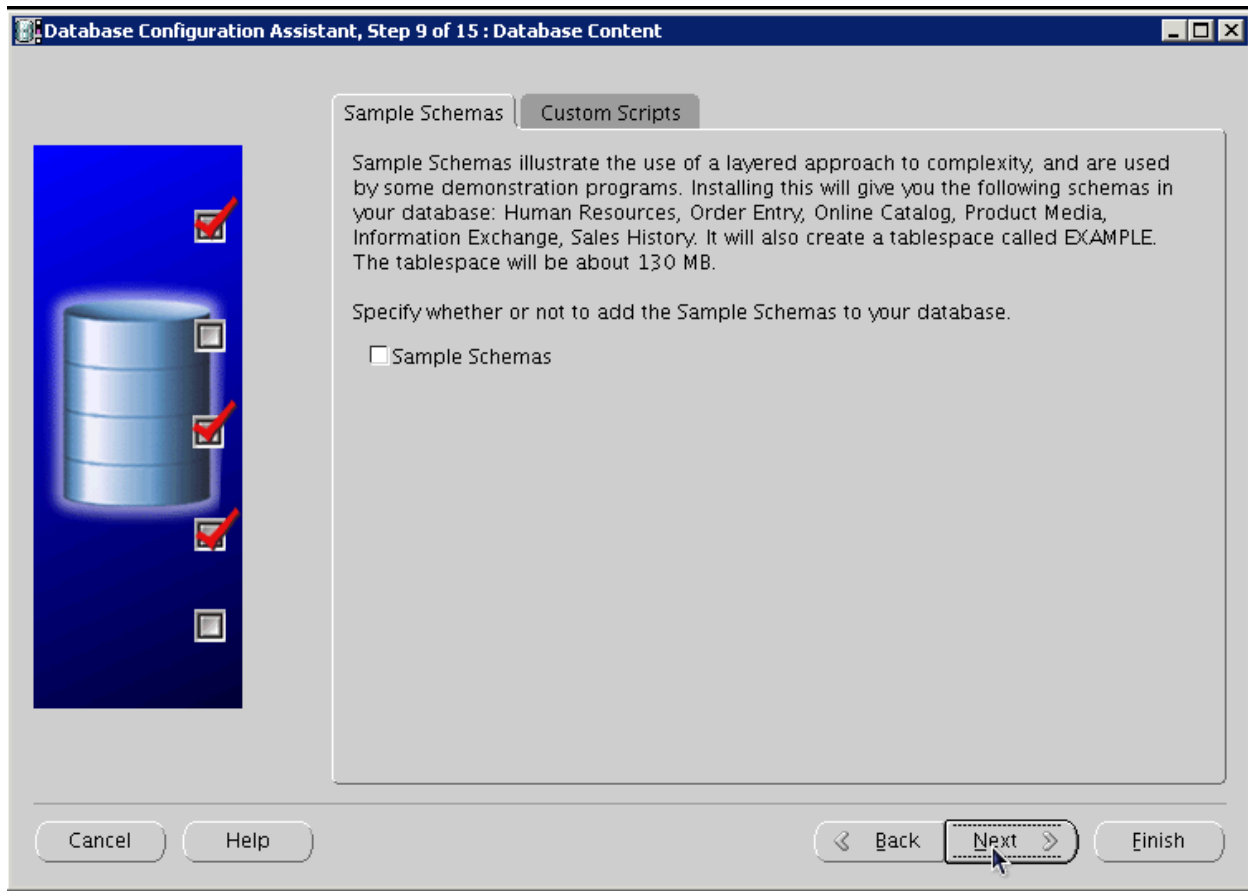 Database Configuration Assistant, Step 9 of 15 : Database Content
Sample Schemas
Custom Scripts
Sample Schemas illustrate the use of a layered approach to complexity, and are used
by some demonstration programs. Installing this will give you the following schemas in
your database: Human Resources, Order Entry, Online Catalog, Product Media,
Information Exchange, Sales History. It will also create a tablespace called EXAMPLE.
The tablespace will be about 130 MB.
Specify whether or not to add the Sample Schemas to your database.
Sample Schemas
Cancel
Help
Back
Next
Finish